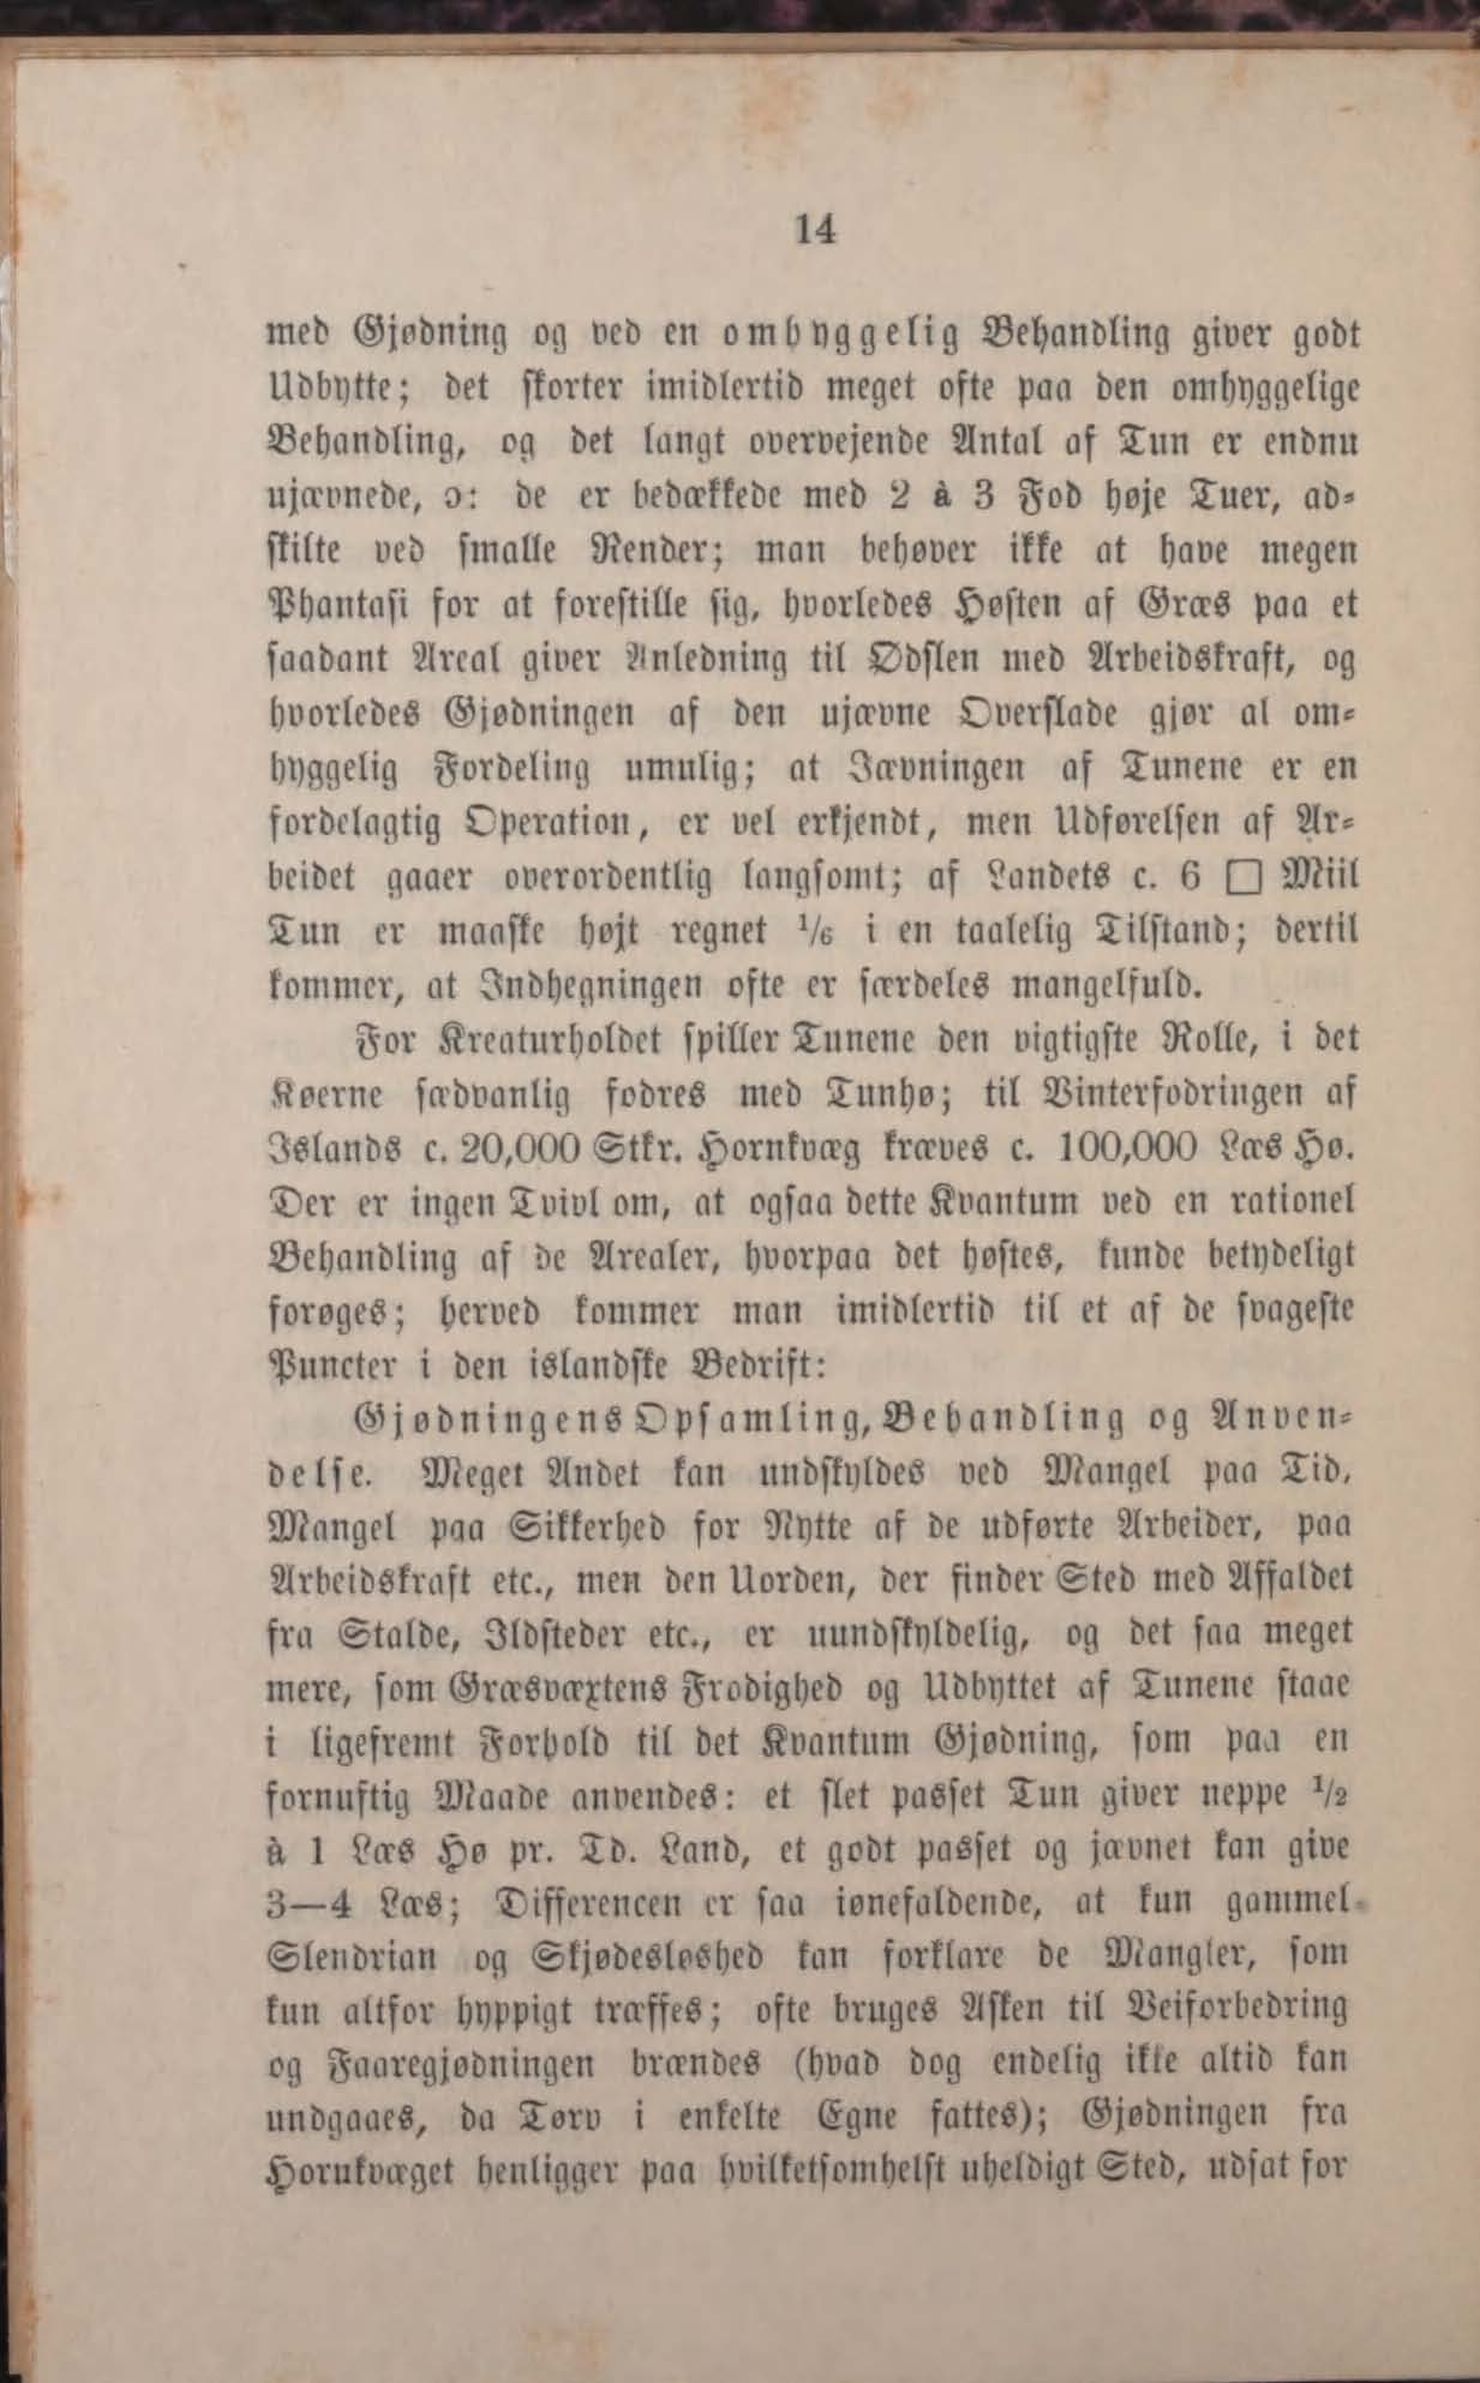 14
med Gjødning og ved en omhyggelig Behandling giver godt
Udbytte; det skorter imidlertid meget ofte paa den omhyggelige
Behandling, og det langt overvejende Antal af Tun er endnu
ujævnede, ɔ: de er bedækkede med 2 à 3 Fod høje Tuer, ad-
skilte ved smalle Render; man behøver ikke at have megen
Phantasi for at forestille sig, hvorledes Høsten af Græs paa et
saadant Areal giver Anledning til Ødslen med Arbeidskraft, og
hvorledes Gjødningen af den ujævne Overflade gjør al om-
hyggelig Fordeling umulig; at Jævningen af Tunene er en
fordelagtig Operation, er vel erkjendt, men Udførelsen af Ar-
beidet gaaer overordentlig langsomt; af Landets c. 6 □ Miil
Tun er maaske højt regnet 1/6 i en taalelig Tilstand; dertil
kommer, at Indhegningen ofte er særdeles mangelfuld.
For Kreaturholdet spiller Tunene den vigtigste Rolle, i det
Køerne sædvanlig fodres med Tunhø; til Vinterfodringen af
Islands c. 20,000 Stkr. Hornkvæg kræves c. 100,000 Læs Hø.
Der er ingen Tvivl om, at ogsaa dette Kvantum ved en rationel
Behandling af de Arealer, hvorpaa det høstes, kunde betydeligt
forøges; herved kommer man imidlertid til et af de svageste
Puncter i den islandske Bedrift:
Gjødningens Opsamling, Behandling og Anven-
delse. Meget Andet kan undskyldes ved Mangel paa Tid,
Mangel paa Sikkerhed for Nytte af de udførte Arbeider, paa
Arbeidskraft etc., men den Uorden, der finder Sted med Affaldet
fra Stalde, Ildsteder etc., er uundskyldelig, og det saa meget
mere, som Græsvæxtens Frodighed og Udbyttet af Tunene staae
i ligefremt Forhold til det Kvantum Gjødning, som paa en
fornuftig Maade anvendes: et slet passet Tun giver neppe 1/2
à 1 Læs Hø pr. Td. Land, et godt passet og jævnet kan give
3—4 Læs; Differencen er saa iønefaldende, at kun gammel
Slendrian og Skjødesløshed kan forklare de Mangler, som
kun altfor hyppigt træffes; ofte bruges Asken til Veiforbedring
og Faaregjødningen brændes (hvad dog endelig ikke altid kan
undgaaes, da Tørv i enkelte Egne fattes); Gjødningen fra
Hornkvæget henligger paa hvilketsomhelst uheldigt Sted, udsat for